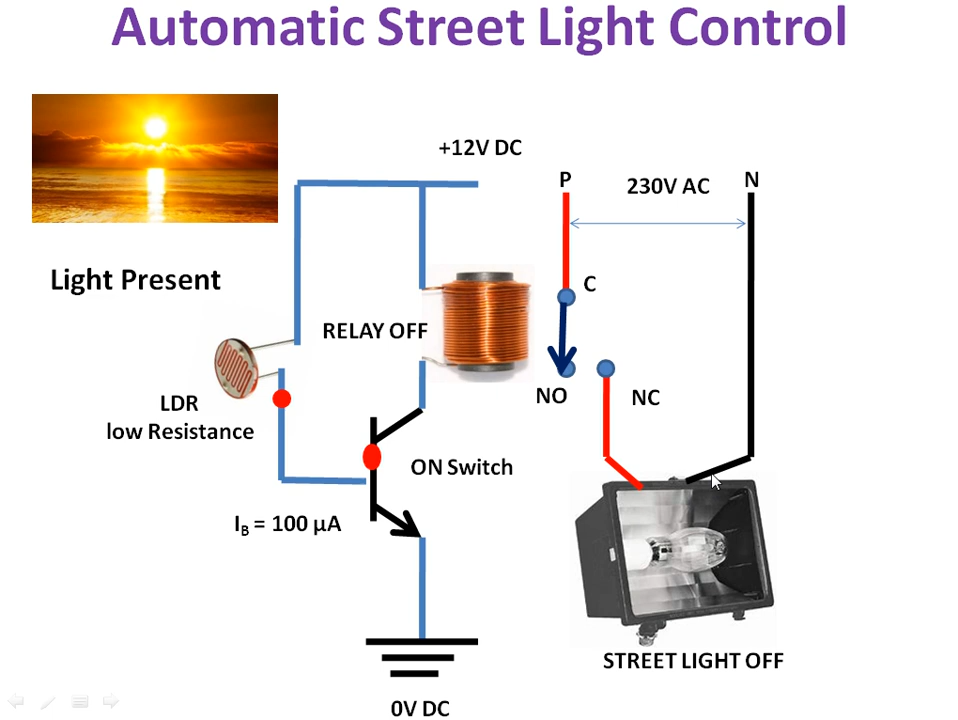 Automatic Street Light Control
+12V DC
P
230V AC
N
Light Present
C
RELAY OFF
LDR
low Resistance
NO
NC
ON Switch
IB = 100 µA
STREET LIGHT OFF
0V DC